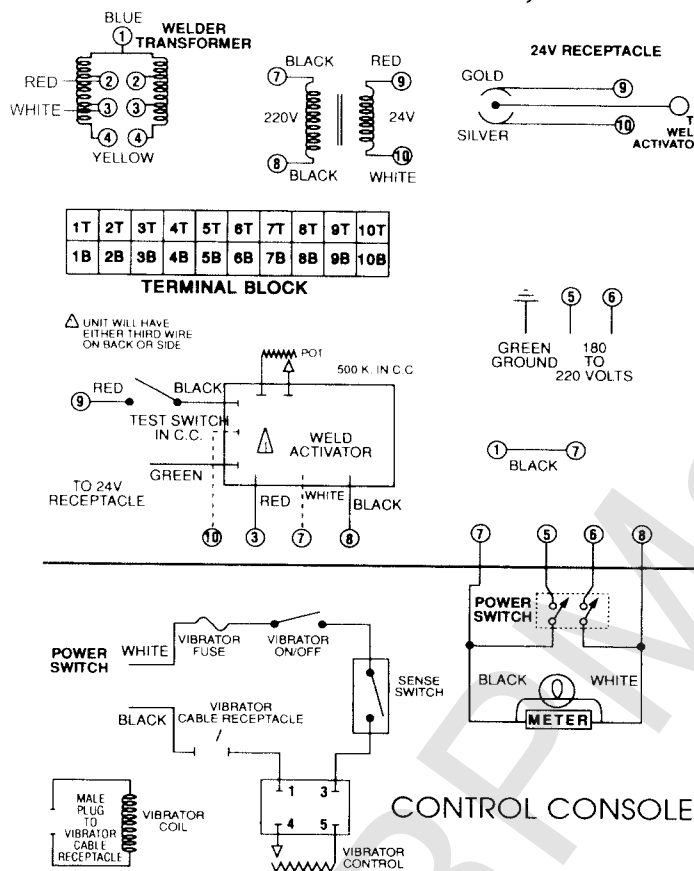 BLUE
1
WELDER
TRANSFORMER
RED 2 2
WHITE 3 3
4 4
YELLOW
BLACK RED
7 9
220V 24V
8 10
BLACK WHITE
24V RECEPTACLE
GOLD 9
SILVER 10
T
WEL
ACTIVATO
1T 2T 3T 4T 5T 6T 7T 8T 9T 10T
1B 2B 3B 4B 5B 6B 7B 8B 9B 10B
TERMINAL BLOCK
UNIT WILL HAVE
EITHER THIRD WIRE
ON BACK OR SIDE
POT
500 K. IN C.C
9 RED BLACK
TEST SWITCH
IN C.C.
WELD
ACTIVATOR
GREEN
TO 24V
RECEPTACLE
RED WHITE BLACK
10 3 7 8
5 6
GREEN
GROUND
180
TO
220 VOLTS
1 7
BLACK
7 5 6 8
POWER
SWITCH
BLACK WHITE
METER
POWER
SWITCH
WHITE
VIBRATOR
FUSE
VIBRATOR
ON/OFF
SENSE
SWITCH
BLACK
VIBRATOR
CABLE RECEPTACLE
1 3
4 5
MALE
PLUG
TO
VIBRATOR
CABLE
RECEPTACLE
VIBRATOR
COIL
VIBRATOR
CONTROL
CONTROL CONSOLE